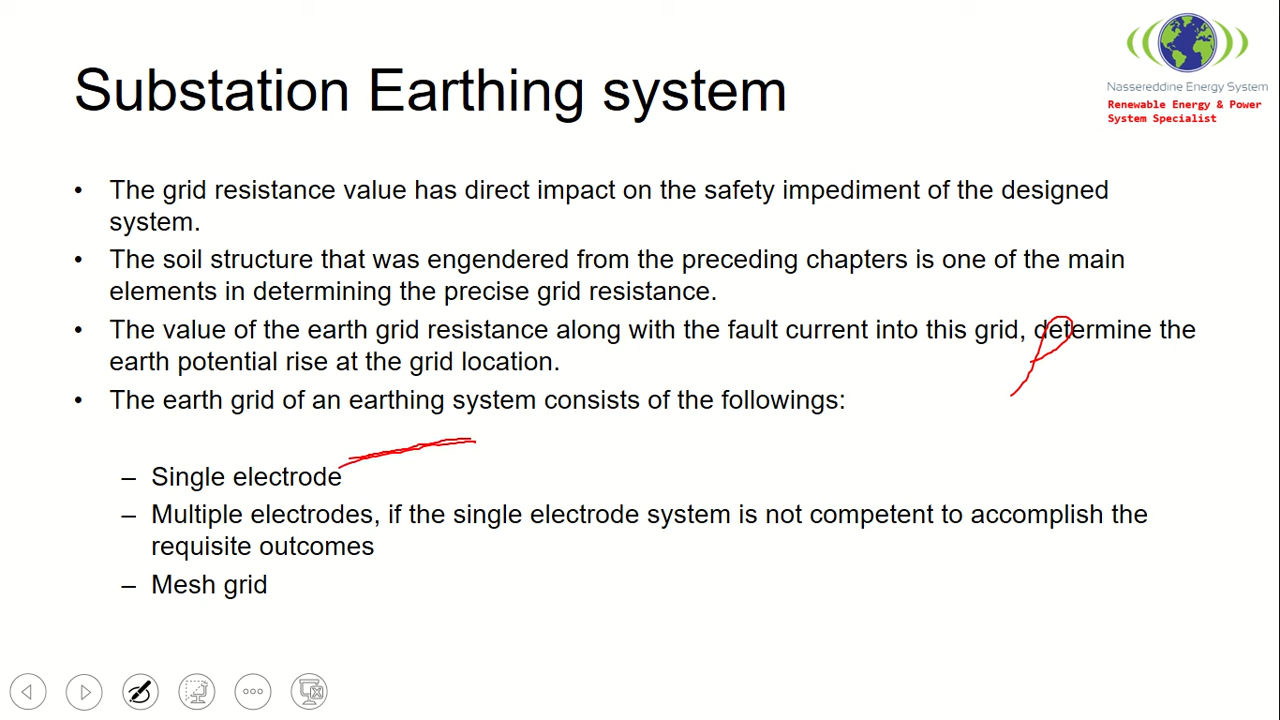 Nassereddine Energy System
Renewable Energy & Power
System Specialist
Substation Earthing system
• The grid resistance value has direct impact on the safety impediment of the designed
system.
• The soil structure that was engendered from the preceding chapters is one of the main
elements in determining the precise grid resistance.
• The value of the earth grid resistance along with the fault current into this grid, determine the
earth potential rise at the grid location.
• The earth grid of an earthing system consists of the followings:
– Single electrode
– Multiple electrodes, if the single electrode system is not competent to accomplish the
requisite outcomes
– Mesh grid